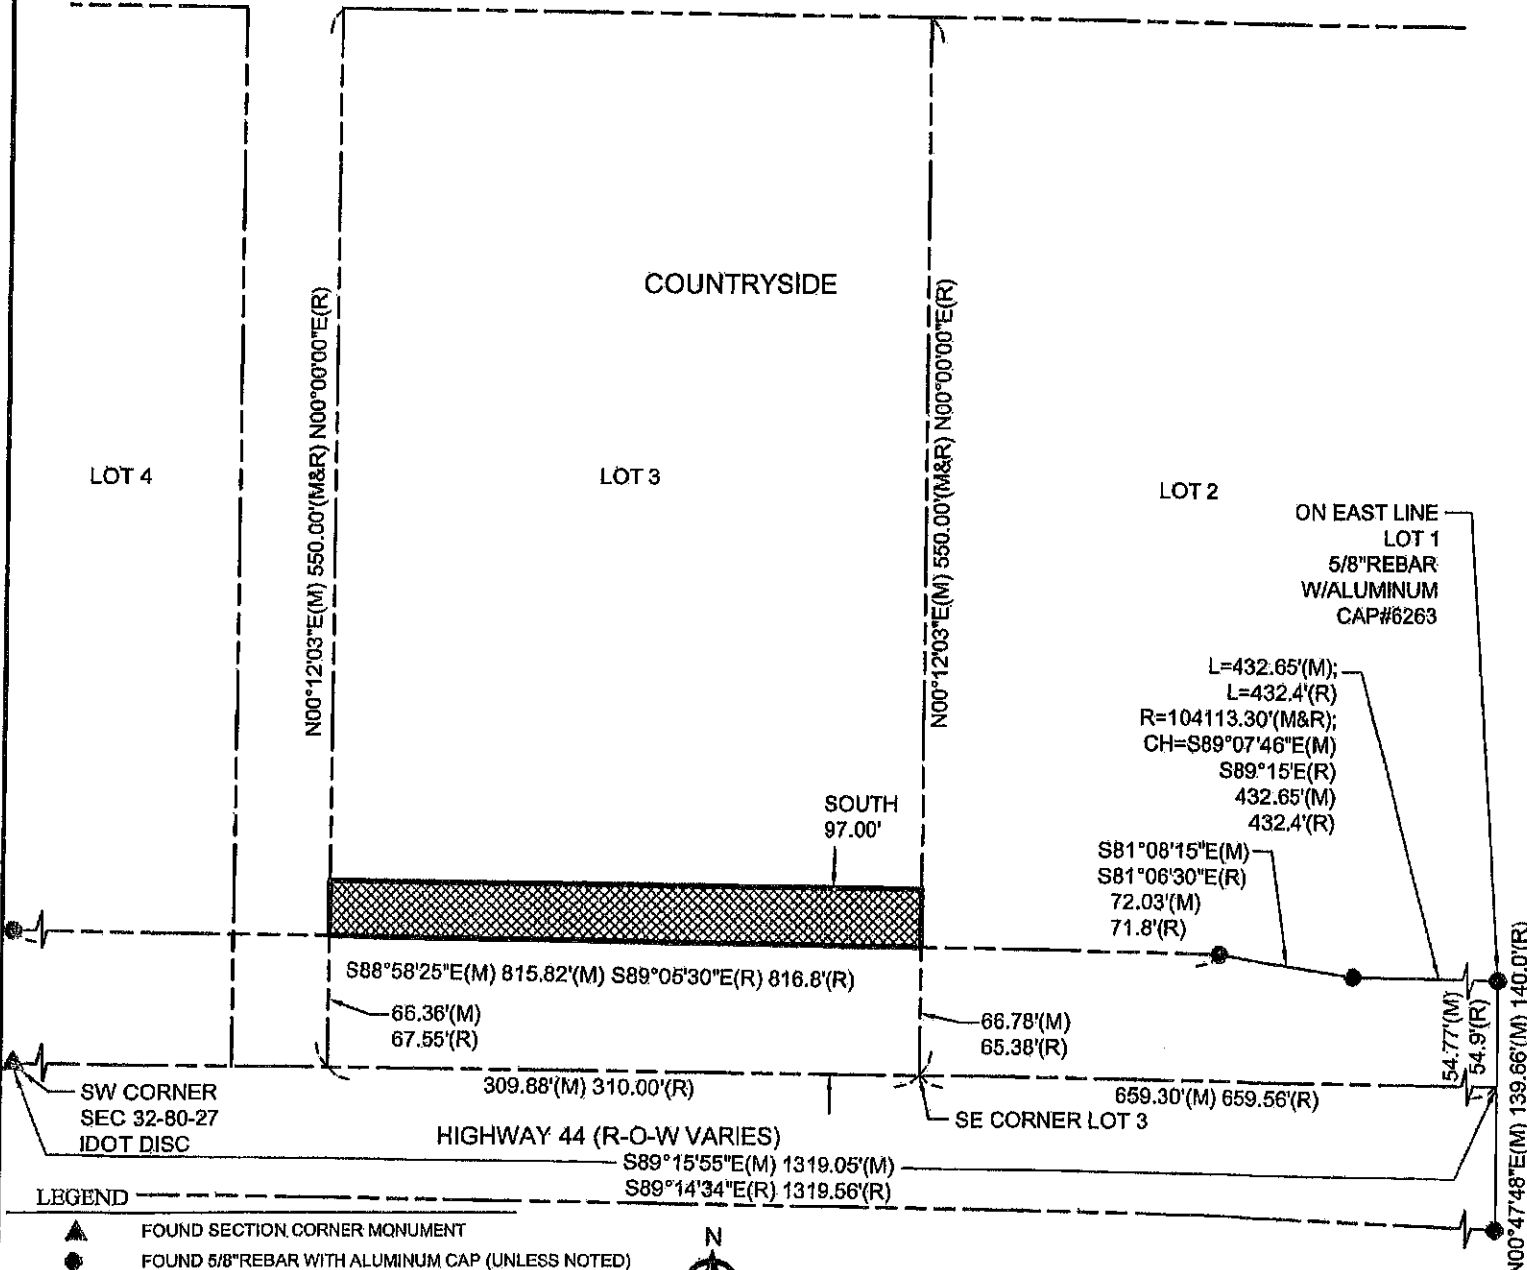 COUNTRYSIDE
N00°12'03"E(M) 550.00'(M&R) N00°00'00"E(R)
N00°12'03"E(M) 550.00'(M&R) N00°00'00"E(R)
LOT 4
LOT 3
LOT 2
ON EAST LINE
LOT 1
5/8"REBAR
W/ALUMINUM
CAP#6263
L=432.65'(M);
L=432.4'(R)
R=104113.30'(M&R);
CH=S89°07'46"E(M)
S89°15'E(R)
432.65'(M)
432.4'(R)
SOUTH
97.00'
S81°08'15"E(M)
S81°06'30"E(R)
72.03'(M)
71.8'(R)
S88°58'25"E(M) 815.82'(M) S89°05'30"E(R) 816.8'(R)
66.36'(M)
67.55'(R)
66.78'(M)
65.38'(R)
54.77'(M)
54.9'(R)
N00°47'48"E(M) 139.66'(M) 140.0'(R)
SW CORNER
SEC 32-80-27
IDOT DISC
309.88'(M) 310.00'(R)
659.30'(M) 659.56'(R)
SE CORNER LOT 3
HIGHWAY 44 (R-O-W VARIES)
S89°15'55"E(M) 1319.05'(M)
S89°14'34"E(R) 1319.56'(R)
LEGEND
FOUND SECTION CORNER MONUMENT
FOUND 5/8"REBAR WITH ALUMINUM CAP (UNLESS NOTED)
N